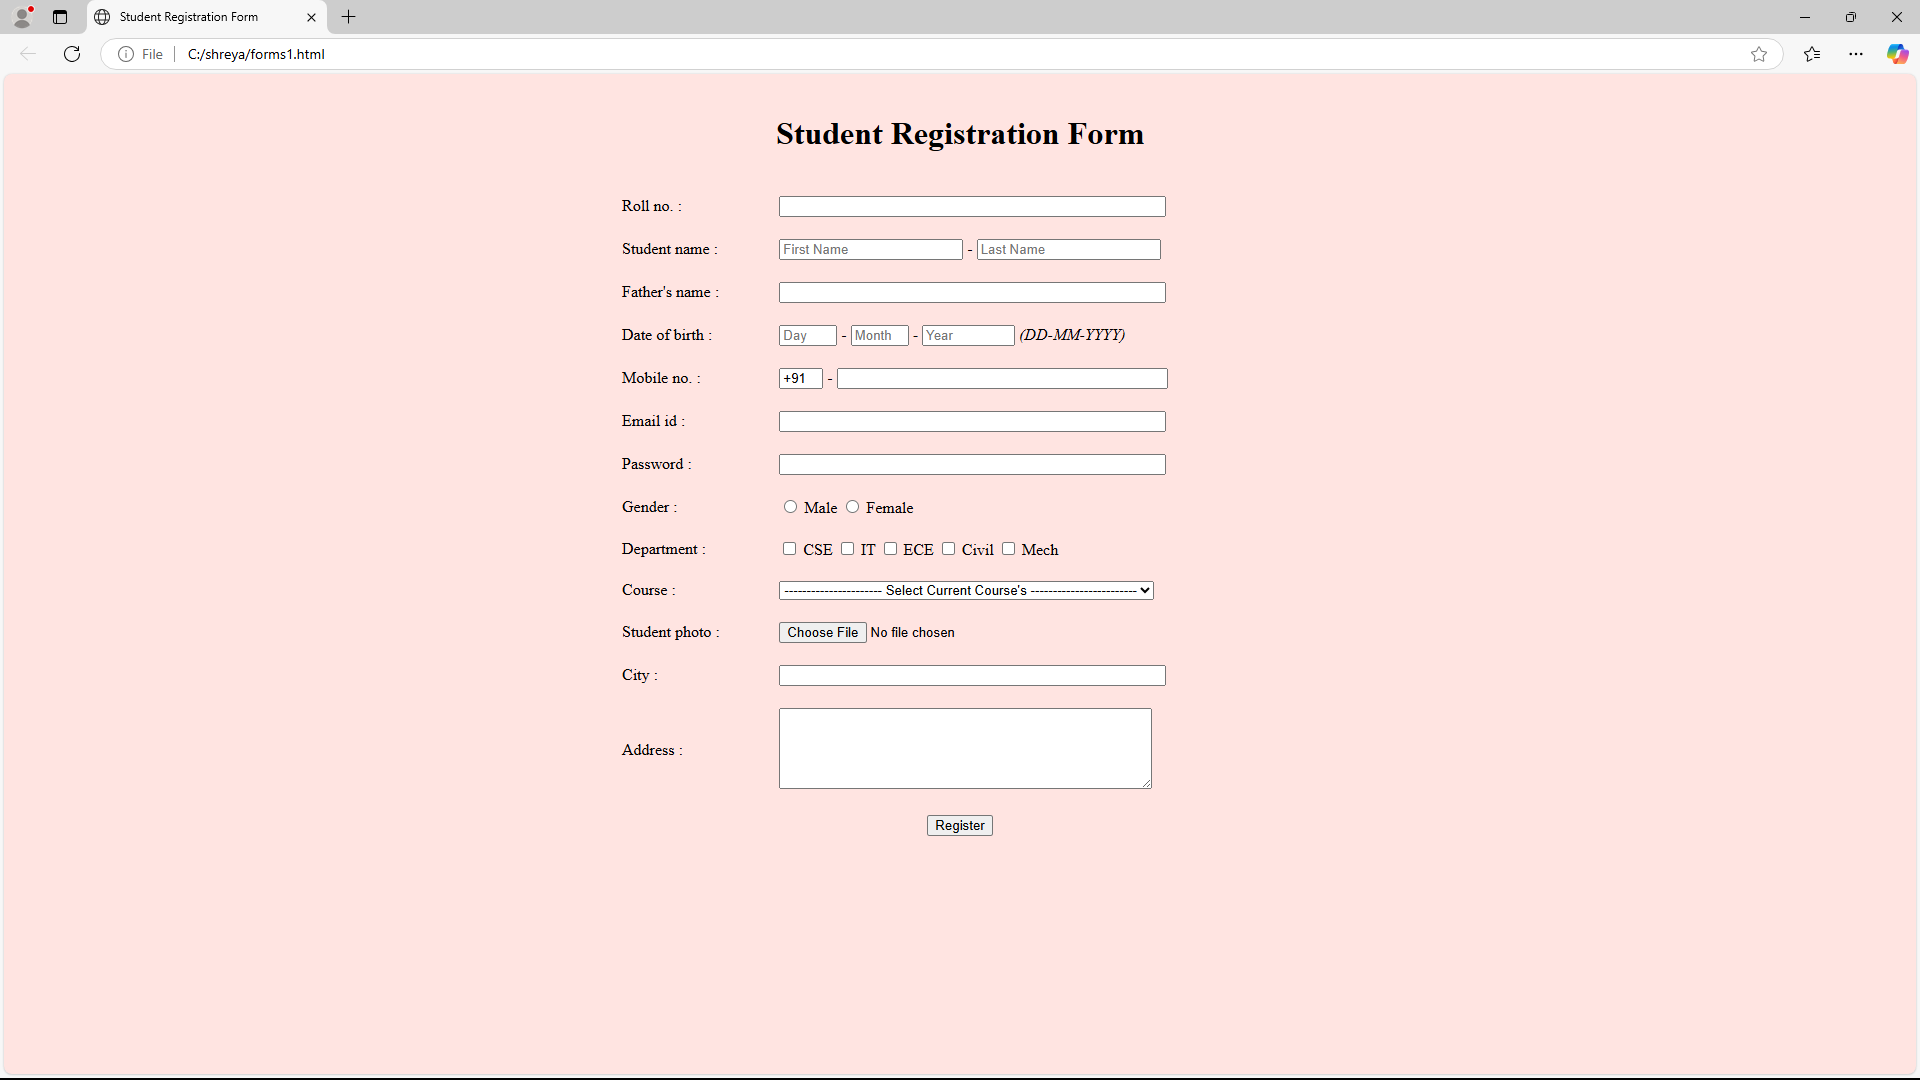 Student Registration Form
File C:/shreya/forms1.html
Student Registration Form
Roll no. :
Student name : First Name - Last Name
Father's name :
Date of birth : Day - Month - Year (DD-MM-YYYY)
Mobile no. : +91 -
Email id :
Password :
Gender : Male Female
Department : CSE IT ECE Civil Mech
Course : ---------------------- Select Current Course's ------------------------
Student photo : Choose File No file chosen
City :
Address :
Register